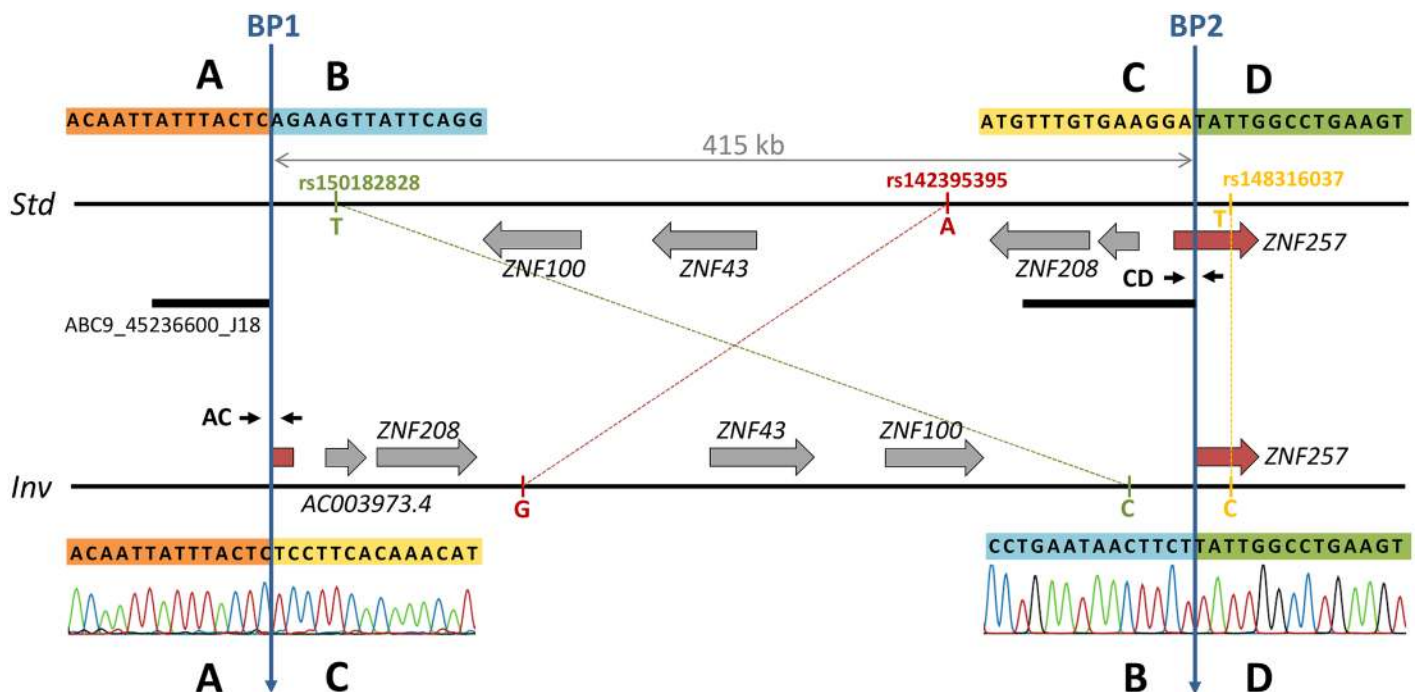 BP1 BP2
A B C D
ACAATTATTTACTCAGAAGTTATTCAGG ATGTTTGTGAAGGATATTGGCCTGAAGT
415 kb
rs150182828 rs142395395 rs148316037
Std
T A T
ZNF257
ZNF100 ZNF43 ZNF208
CD
ABC9_45236600_J18
AC
ZNF208 ZNF43 ZNF100
ZNF257
Inv
AC003973.4 G C C
ACAATTATTTACTCTCCTTCACAAACAT CCTGAATAACTTCTTATTGGCCTGAAGT
A C B D